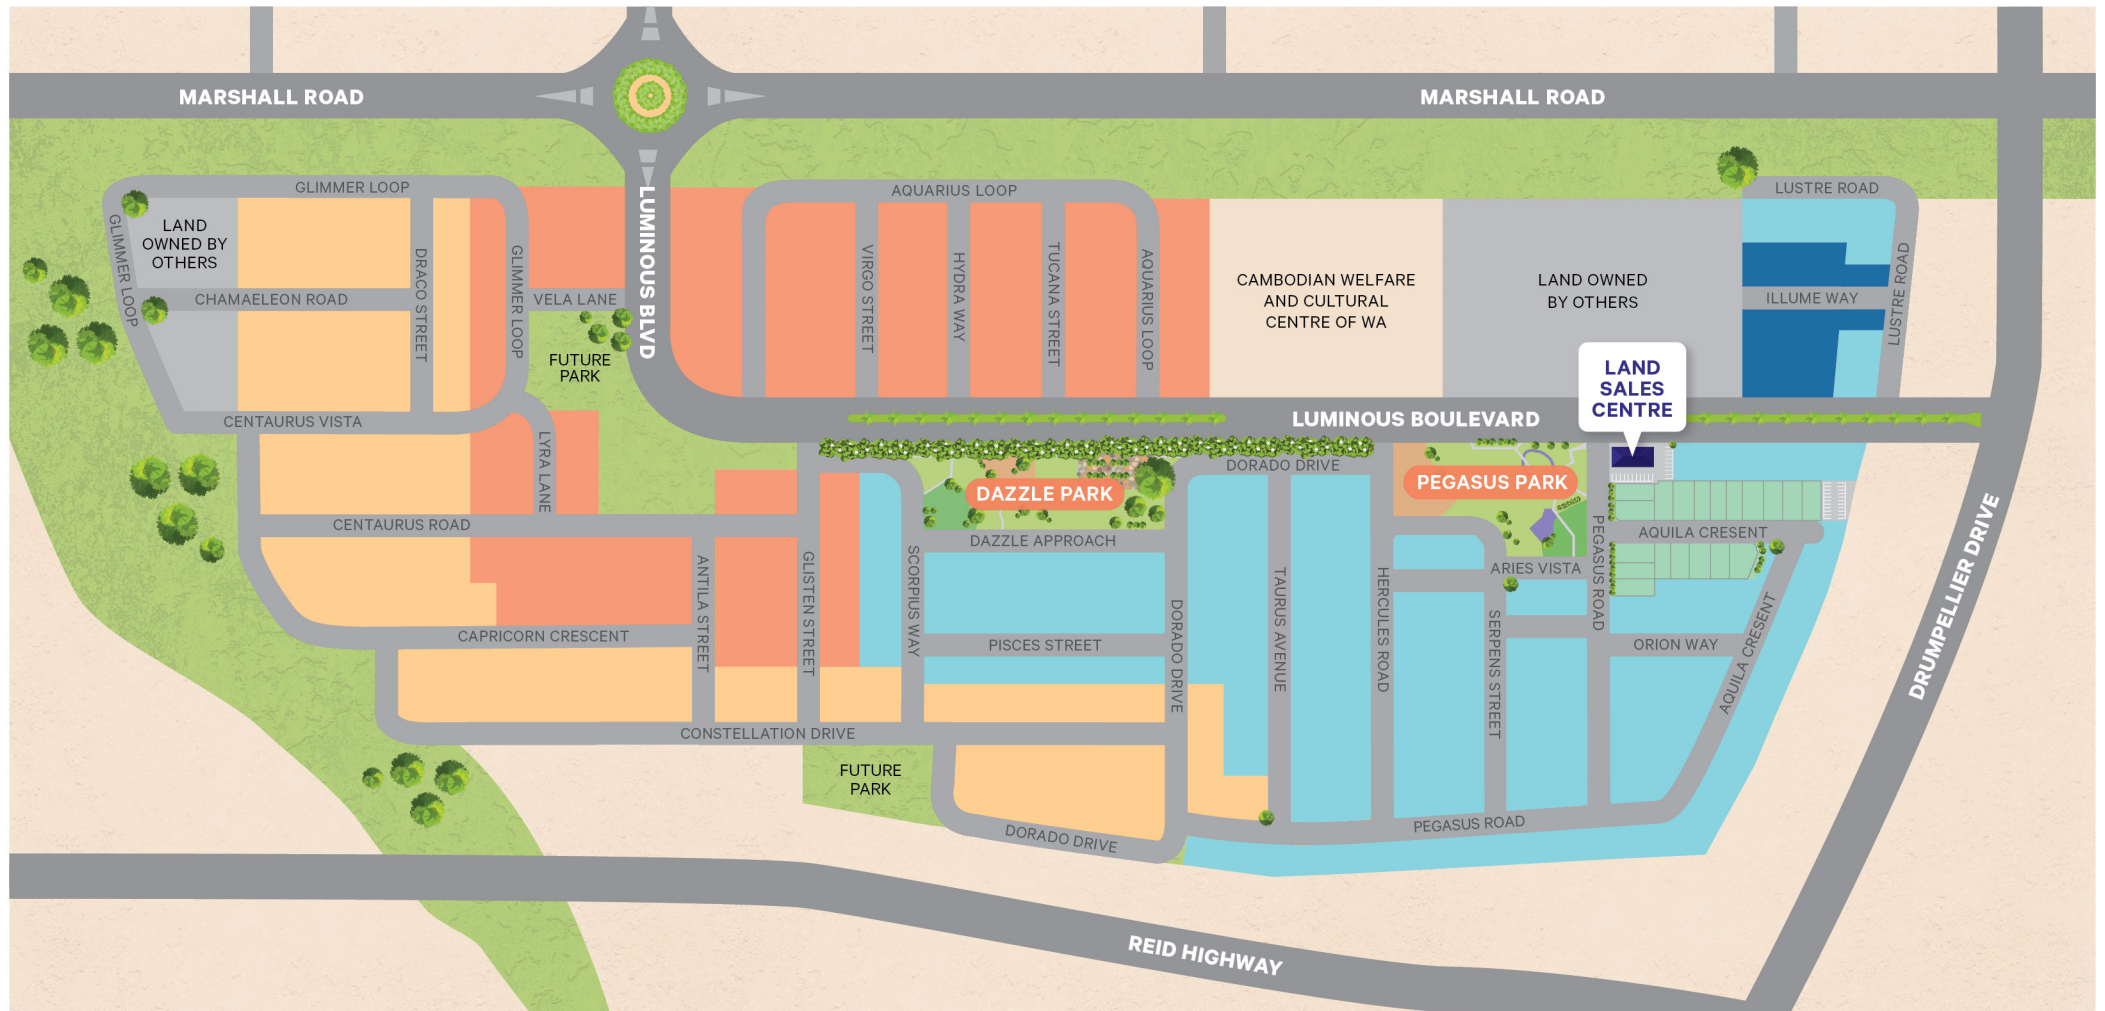 MARSHALL ROAD
MARSHALL ROAD
GLIMMER LOOP
AQUARIUS LOOP
LUSTRE ROAD
LAND
OWNED BY
OTHERS
GLIMMER LOOP
DRACO STREET
GLIMMER LOOP
LUMINOUS BLVD
VIRGO STREET
HYDRA WAY
TUCANA STREET
AQUARIUS LOOP
CAMBODIAN WELFARE
AND CULTURAL
CENTRE OF WA
LAND OWNED
BY OTHERS
LUSTRE ROAD
CHAMAELEON ROAD
VELA LANE
ILLUME WAY
FUTURE
PARK
LAND
SALES
CENTRE
CENTAURUS VISTA
LUMINOUS BOULEVARD
LYRA LANE
DORADO DRIVE
DAZZLE PARK
PEGASUS PARK
CENTAURUS ROAD
DAZZLE APPROACH
AQUILA CRESENT
PEGASUS ROAD
ARIES VISTA
ANTILA STREET
GLISTEN STREET
SCORPIUS WAY
DORADO DRIVE
TAURUS AVENUE
HERCULES ROAD
SERPENS STREET
AQUILA CRESENT
DRUMPELLIER DRIVE
CAPRICORN CRESCENT
PISCES STREET
ORION WAY
CONSTELLATION DRIVE
FUTURE
PARK
DORADO DRIVE
PEGASUS ROAD
REID HIGHWAY